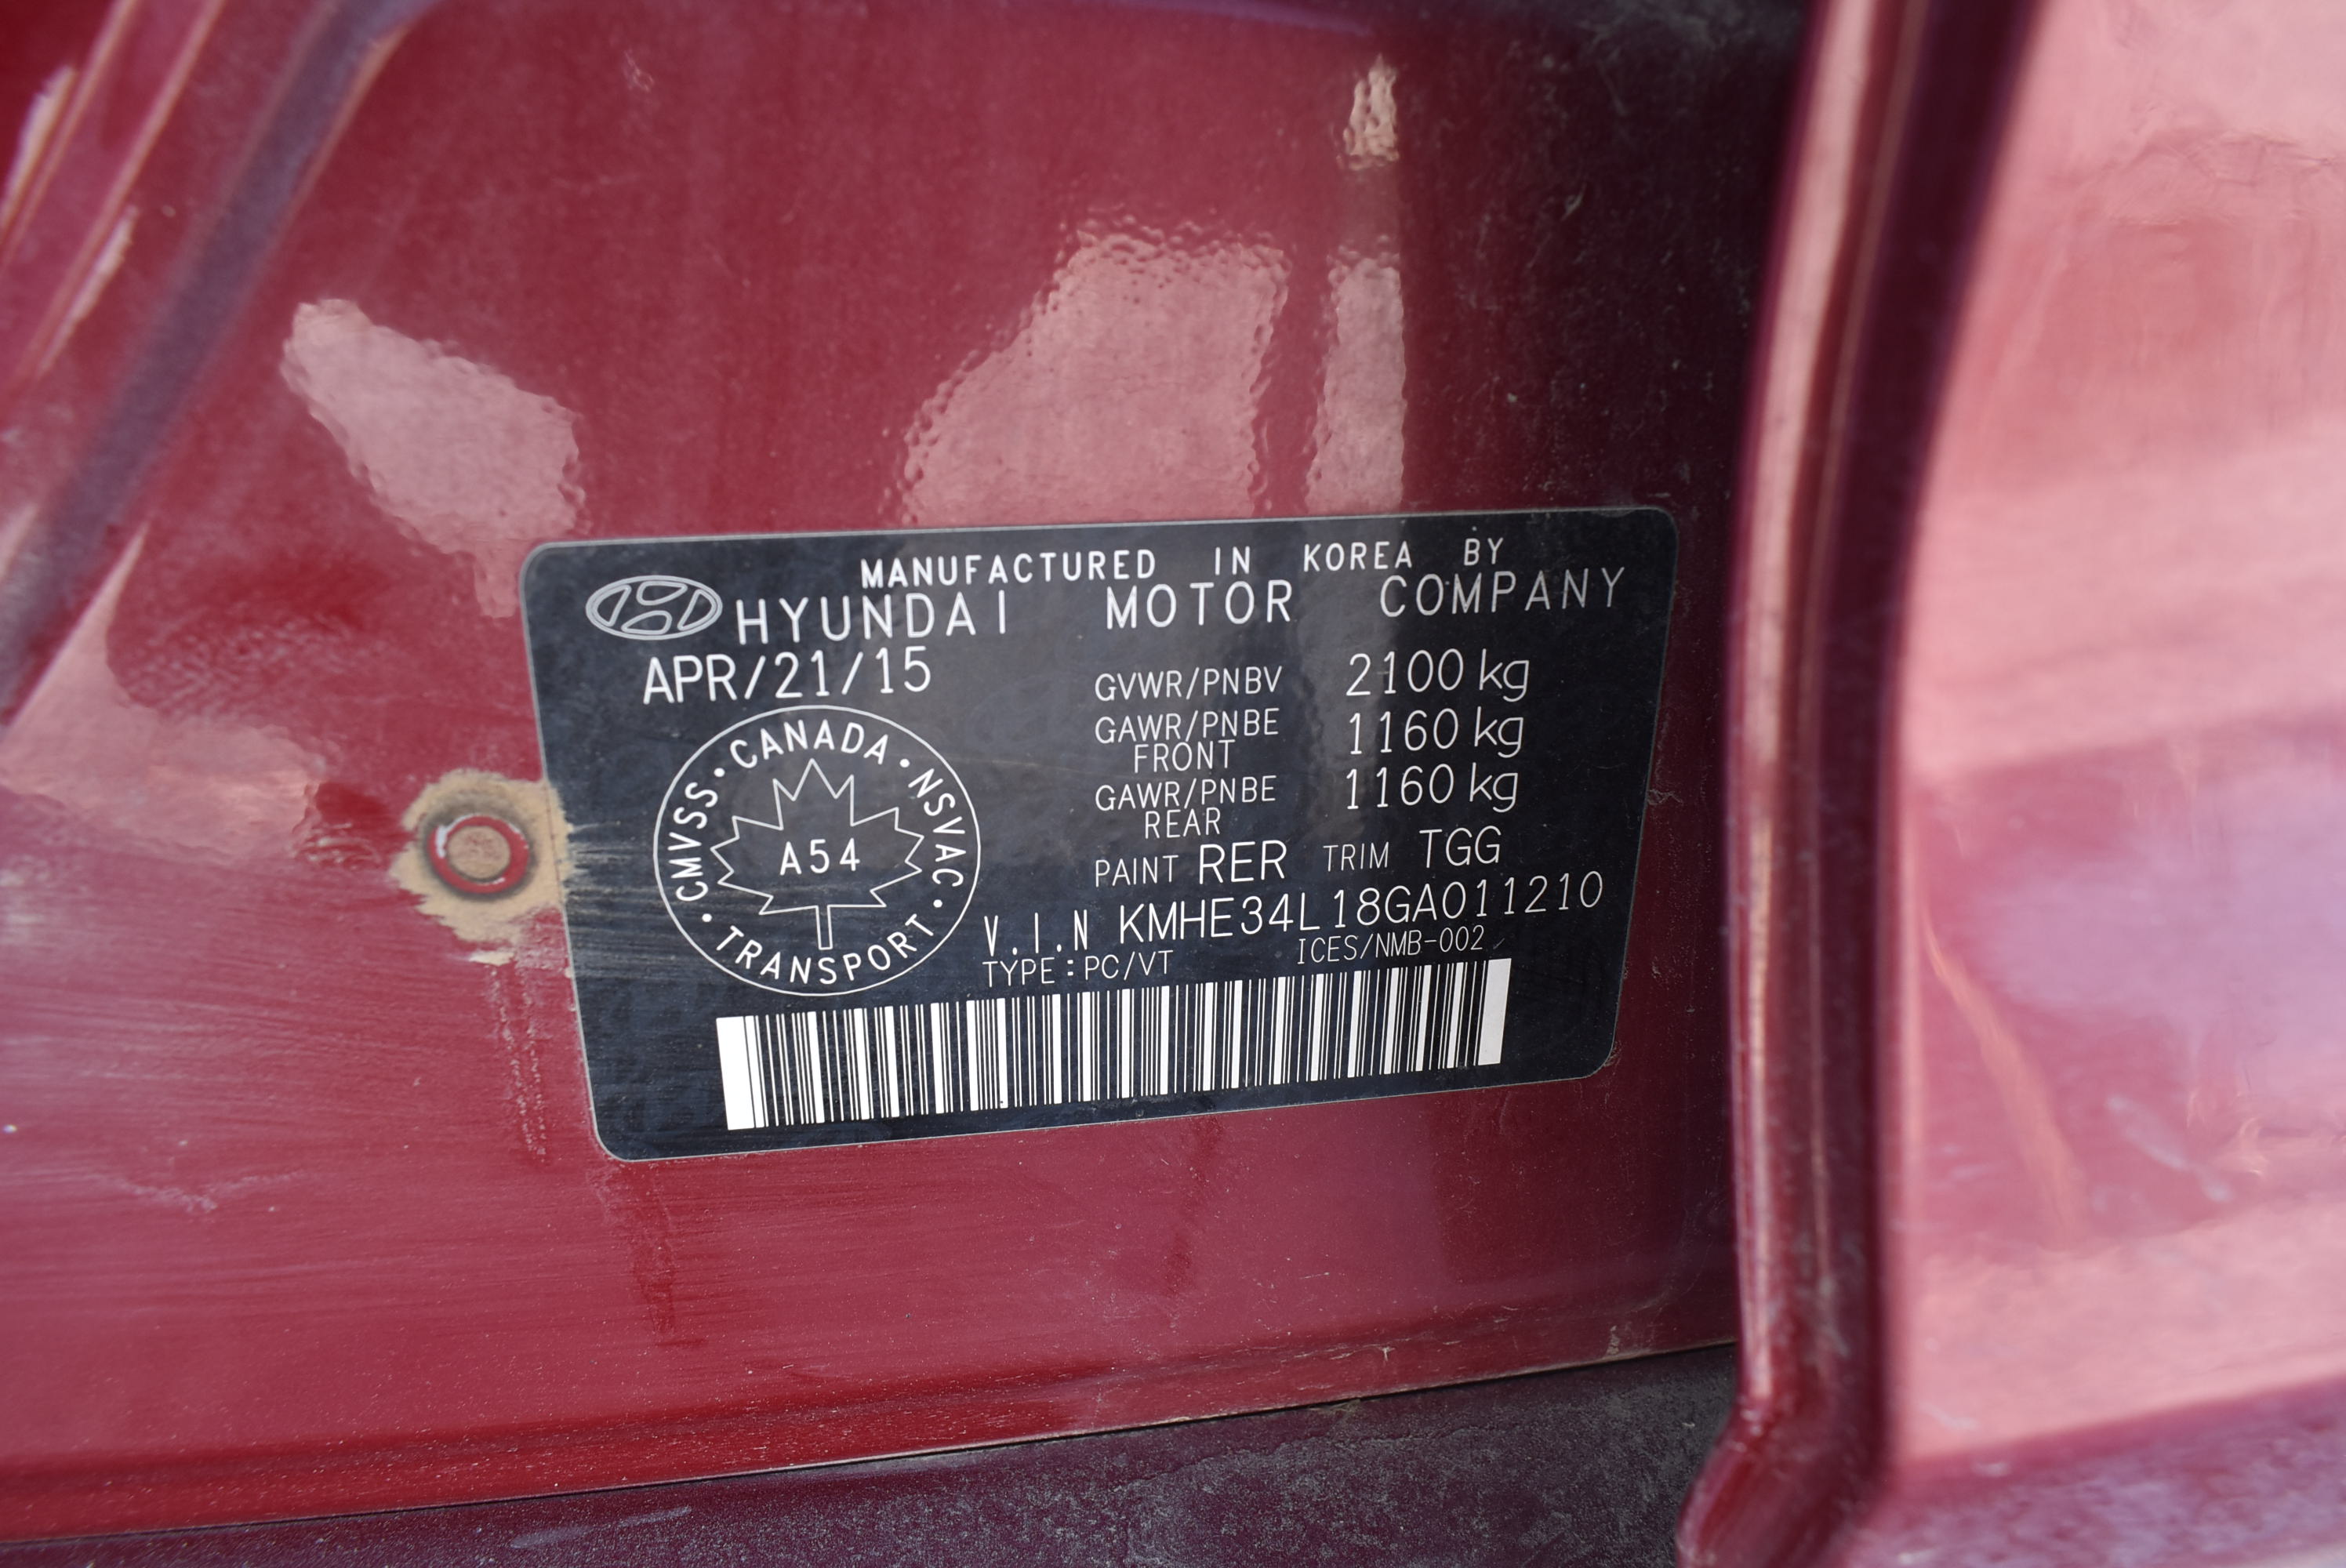 MANUFACTURED IN KOREA BY
HYUNDAI MOTOR COMPANY
APR/21/15
GVWR/PNBV 2100 kg
GAWR/PNBE FRONT 1160 kg
GAWR/PNBE REAR 1160 kg
PAINT RER TRIM TGG
V.I.N KMHE34L18GA011210
TYPE:PC/VT ICES/NMB-002
CANADA · NSVAC · TRANSPORT · CMVSS ·
A54